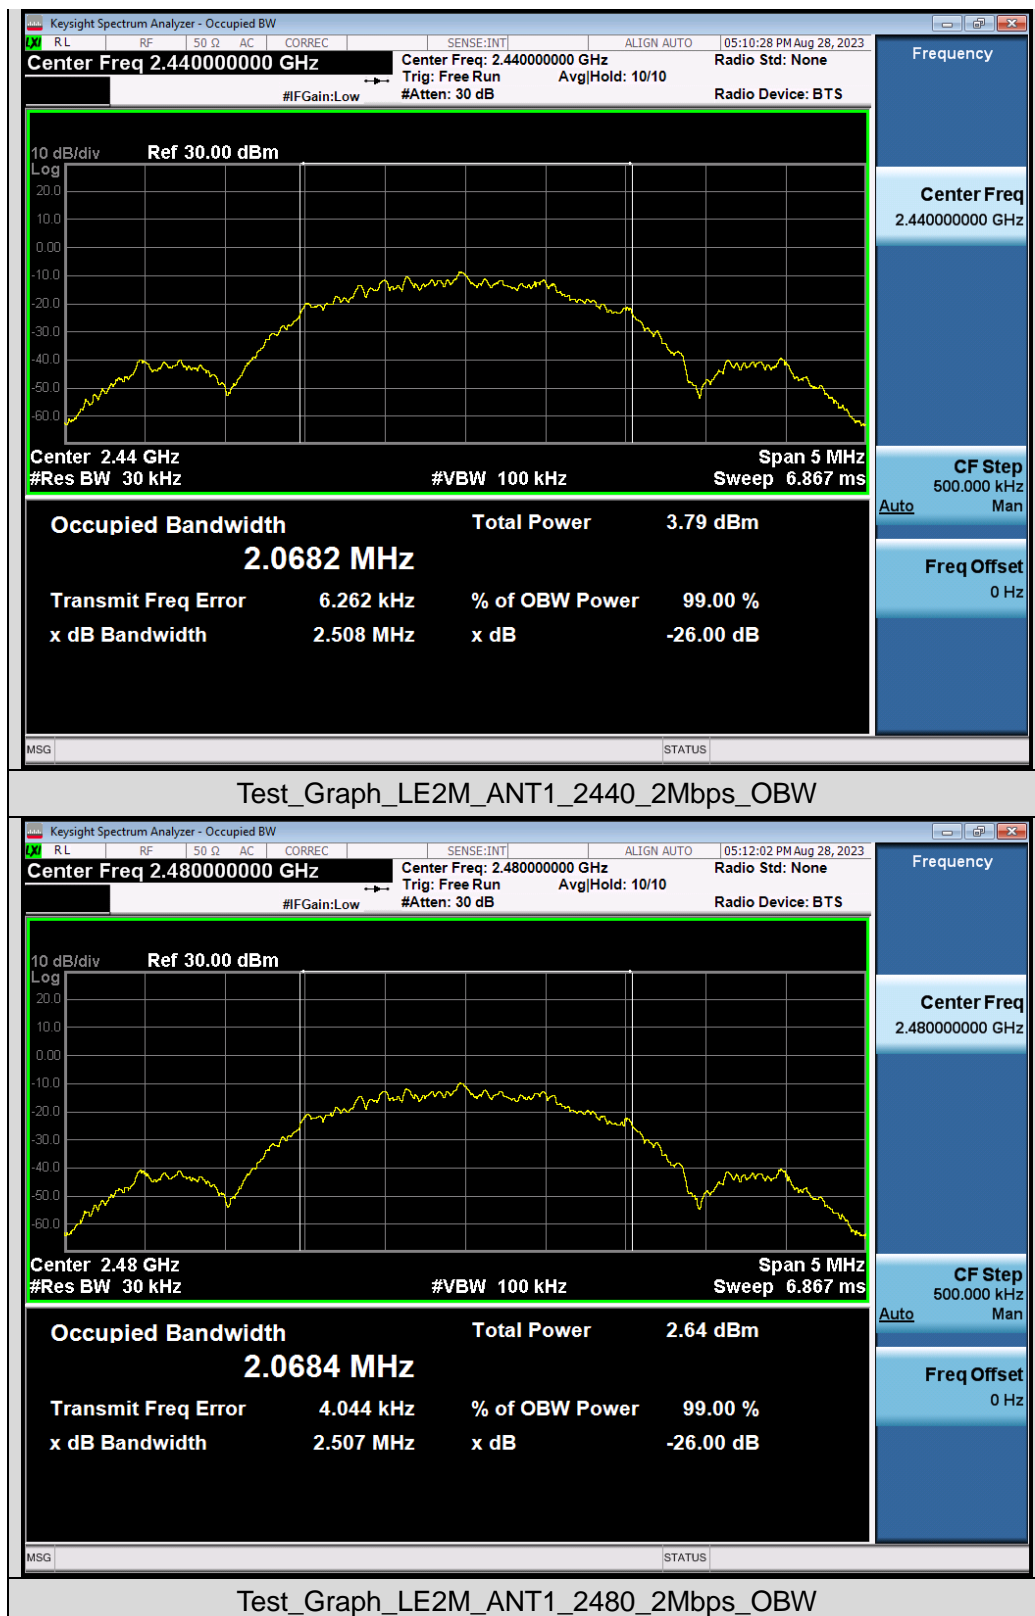 Keysight Spectrum Analyzer - Occupied BW
LXI RL RF 50 Ω AC CORREC SENSE:INT ALIGN AUTO 05:10:28 PM Aug 28, 2023
Center Freq 2.440000000 GHz Center Freq: 2.440000000 GHz Radio Std: None
Trig: Free Run Avg|Hold: 10/10
#IFGain:Low #Atten: 30 dB Radio Device: BTS
Frequency
10 dB/div Ref 30.00 dBm
Log
20.0
10.0
0.00
-10.0
-20.0
-30.0
-40.0
-50.0
-60.0
Center 2.44 GHz Span 5 MHz
#Res BW 30 kHz #VBW 100 kHz Sweep 6.867 ms
Center Freq
2.440000000 GHz
CF Step
500.000 kHz
Auto Man
Freq Offset
0 Hz
Occupied Bandwidth Total Power 3.79 dBm
2.0682 MHz
Transmit Freq Error 6.262 kHz % of OBW Power 99.00 %
x dB Bandwidth 2.508 MHz x dB -26.00 dB
MSG STATUS
Test_Graph_LE2M_ANT1_2440_2Mbps_OBW
Keysight Spectrum Analyzer - Occupied BW
LXI RL RF 50 Ω AC CORREC SENSE:INT ALIGN AUTO 05:12:02 PM Aug 28, 2023
Center Freq 2.480000000 GHz Center Freq: 2.480000000 GHz Radio Std: None
Trig: Free Run Avg|Hold: 10/10
#IFGain:Low #Atten: 30 dB Radio Device: BTS
Frequency
10 dB/div Ref 30.00 dBm
Log
20.0
10.0
0.00
-10.0
-20.0
-30.0
-40.0
-50.0
-60.0
Center 2.48 GHz Span 5 MHz
#Res BW 30 kHz #VBW 100 kHz Sweep 6.867 ms
Center Freq
2.480000000 GHz
CF Step
500.000 kHz
Auto Man
Freq Offset
0 Hz
Occupied Bandwidth Total Power 2.64 dBm
2.0684 MHz
Transmit Freq Error 4.044 kHz % of OBW Power 99.00 %
x dB Bandwidth 2.507 MHz x dB -26.00 dB
MSG STATUS
Test_Graph_LE2M_ANT1_2480_2Mbps_OBW